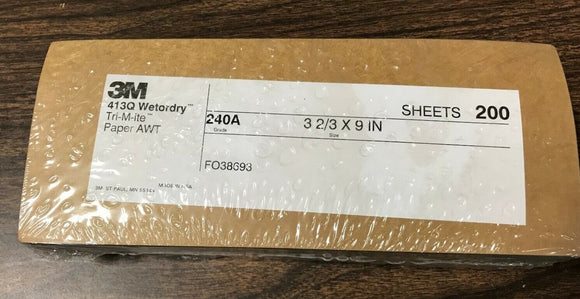 3M
413Q Wetordry™
Tri-M-ite™
Paper AWT
SHEETS 200
240A 3 2/3 X 9 IN
Grade Size
FO38693
3M ST PAUL, MN 55144 MADE IN USA